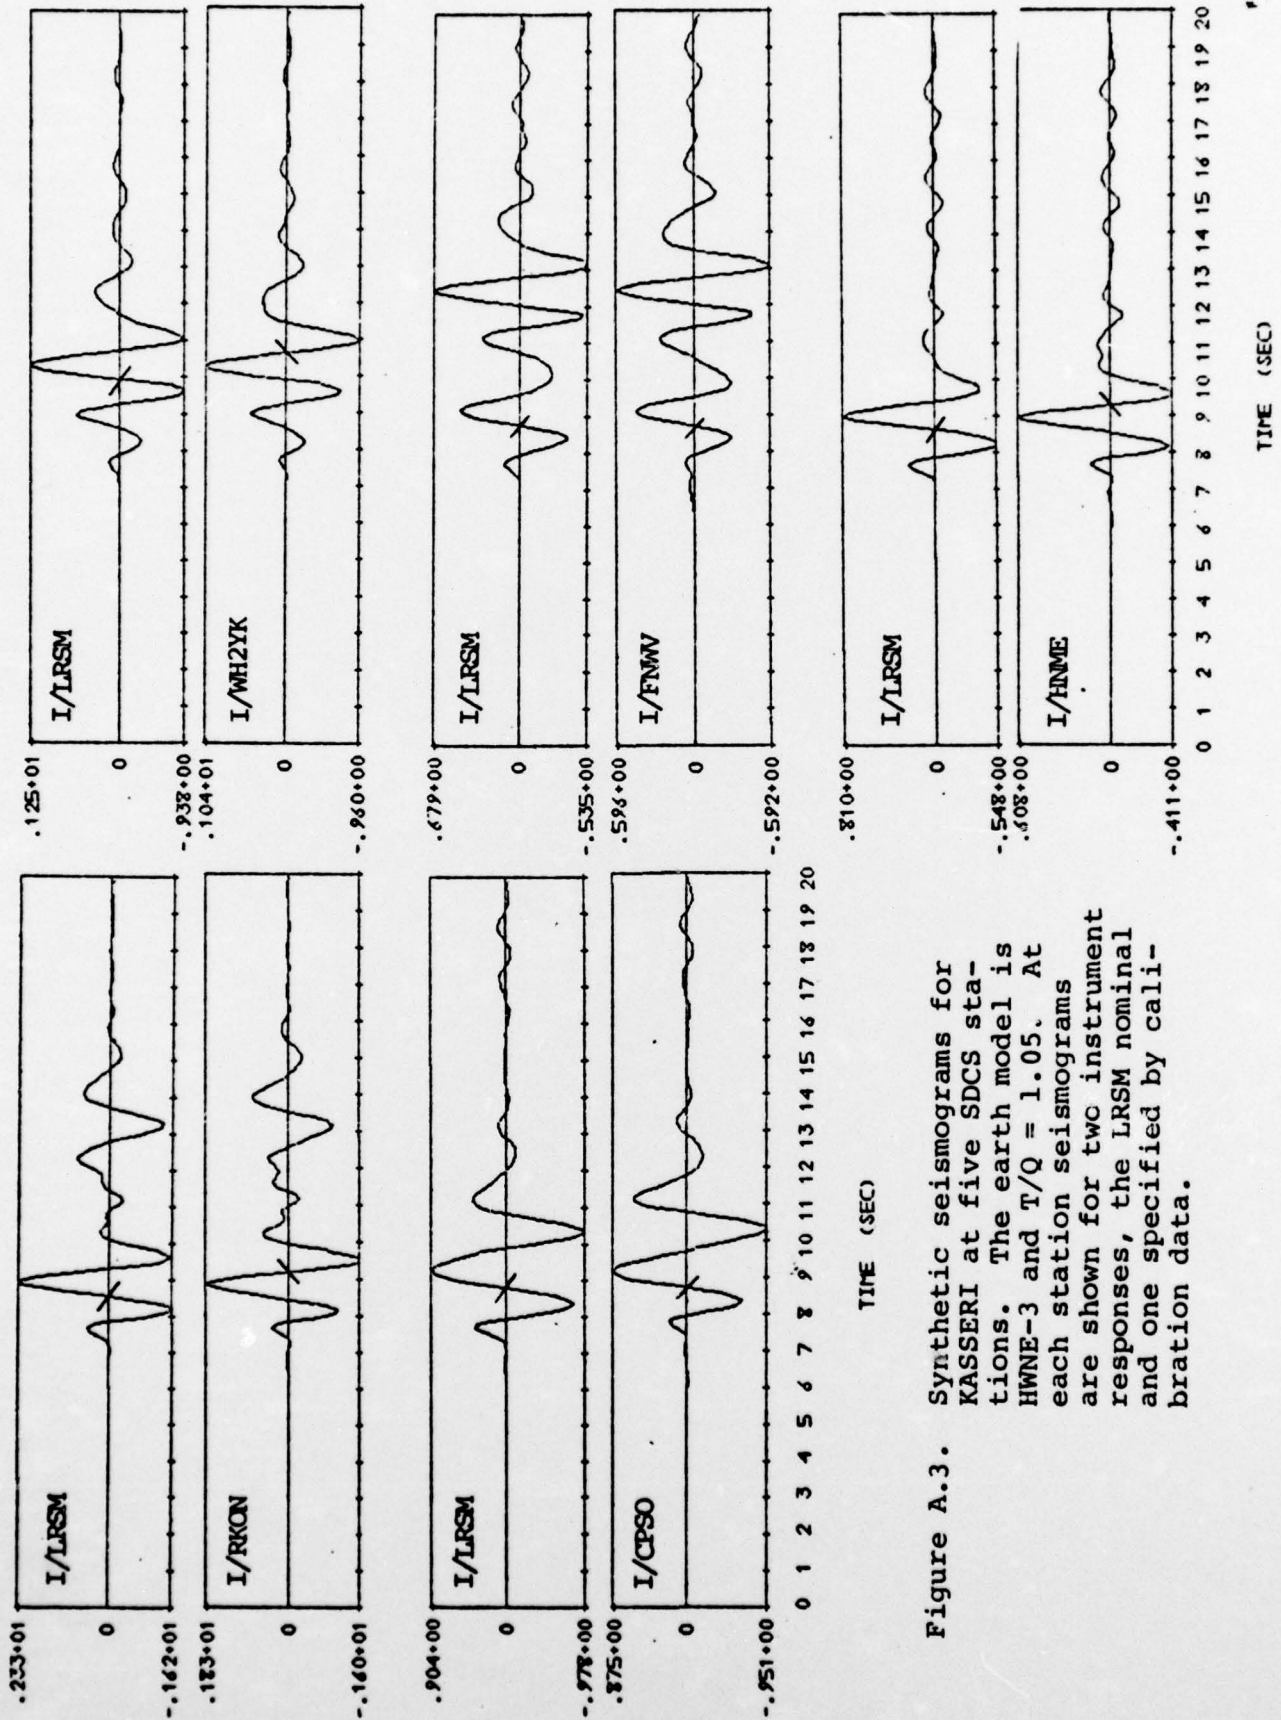 .233+01
I/LRSM
0
-.162+01
.183+01
I/RKON
0
-.160+01
.904+00
I/LRSM
0
-.978+00
.875+00
I/CPSO
0
-.951+00
0 1 2 3 4 5 6 7 8 9 10 11 12 13 14 15 16 17 18 19 20
TIME (SEC)
.125+01
I/LRSM
0
-.938+00
.104+01
I/WH2YK
0
-.960+00
.679+00
I/LRSM
0
-.535+00
.596+00
I/FNWV
0
-.592+00
.810+00
I/LRSM
0
-.548+00
.608+00
I/HNME
0
-.411+00
0 1 2 3 4 5 6 7 8 9 10 11 12 13 14 15 16 17 18 19 20
TIME (SEC)
Figure A.3. Synthetic seismograms for
KASSERI at five SDCS sta-
tions. The earth model is
HWNE-3 and T/Q = 1.05. At
each station seismograms
are shown for two instrument
responses, the LRSM nominal
and one specified by cali-
bration data.